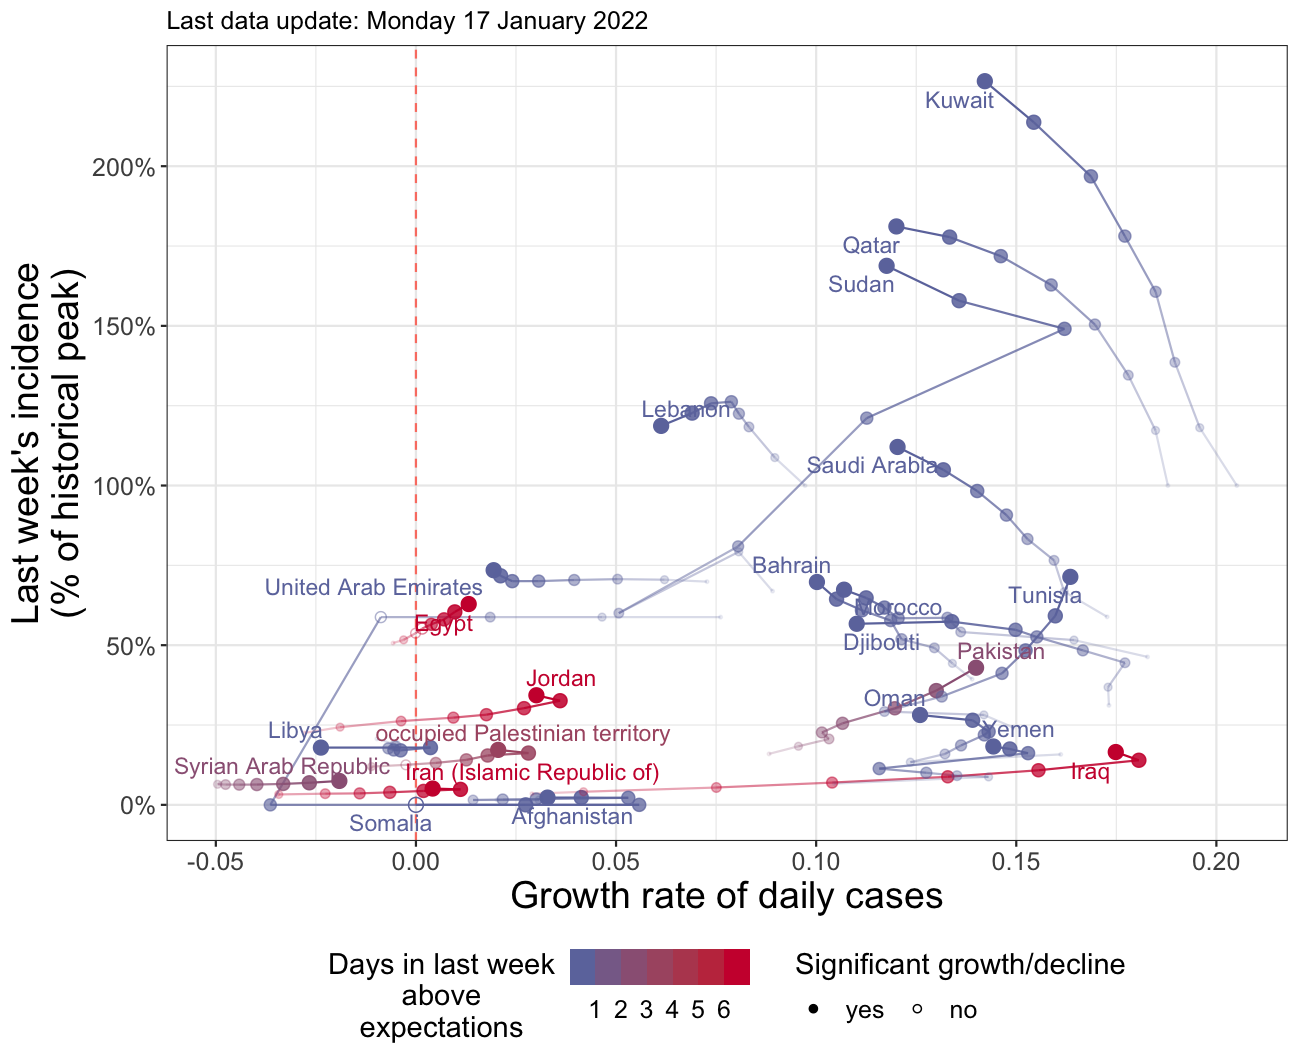 Last data update: Monday 17 January 2022
Last week's incidence
(% of historical peak)
200%
150%
100%
50%
0%
Kuwait
Qatar
Sudan
Lebanon
Saudi Arabia
Bahrain
United Arab Emirates
Tunisia
Morocco
Egypt
Djibouti
Pakistan
Jordan
Oman
Libya
occupied Palestinian territory
Yemen
Syrian Arab Republic
Iran (Islamic Republic of)
Iraq
Somalia
Afghanistan
-0.05
0.00
0.05
0.10
0.15
0.20
Growth rate of daily cases
Days in last week
above
expectations
1 2 3 4 5 6
Significant growth/decline
yes
no